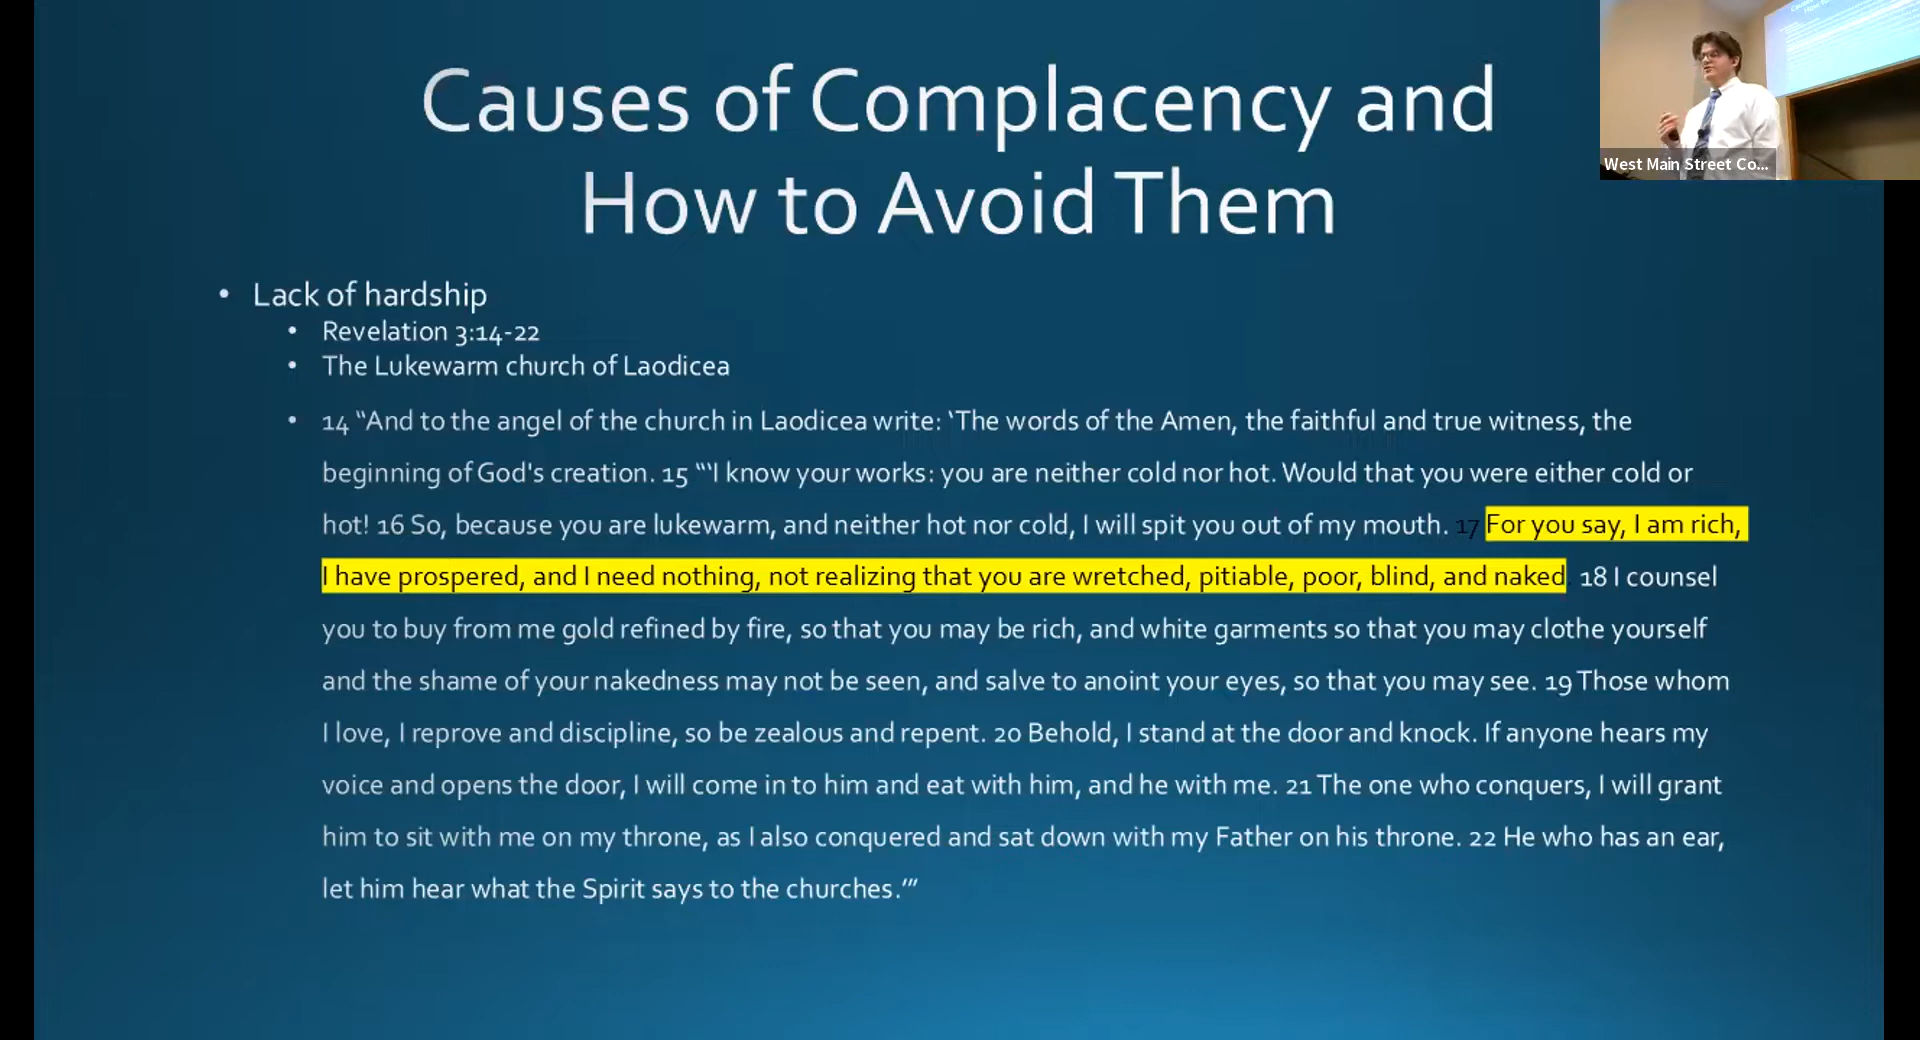 Causes of Complacency and
How to Avoid Them
West Main Street Co...
• Lack of hardship
• Revelation 3:14-22
• The Lukewarm church of Laodicea
• 14 “And to the angel of the church in Laodicea write: ‘The words of the Amen, the faithful and true witness, the
beginning of God's creation. 15 “‘I know your works: you are neither cold nor hot. Would that you were either cold or
hot! 16 So, because you are lukewarm, and neither hot nor cold, I will spit you out of my mouth. 17 For you say, I am rich,
I have prospered, and I need nothing, not realizing that you are wretched, pitiable, poor, blind, and naked. 18 I counsel
you to buy from me gold refined by fire, so that you may be rich, and white garments so that you may clothe yourself
and the shame of your nakedness may not be seen, and salve to anoint your eyes, so that you may see. 19 Those whom
I love, I reprove and discipline, so be zealous and repent. 20 Behold, I stand at the door and knock. If anyone hears my
voice and opens the door, I will come in to him and eat with him, and he with me. 21 The one who conquers, I will grant
him to sit with me on my throne, as I also conquered and sat down with my Father on his throne. 22 He who has an ear,
let him hear what the Spirit says to the churches.’”